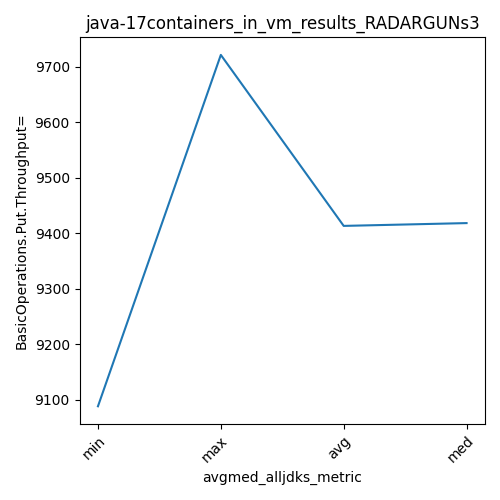 java-17containers_in_vm_results_RADARGUNs3
9700
9600
9500
9400
9300
9200
9100
BasicOperations.Put.Throughput=
min
max
avg
med
avgmed_alljdks_metric